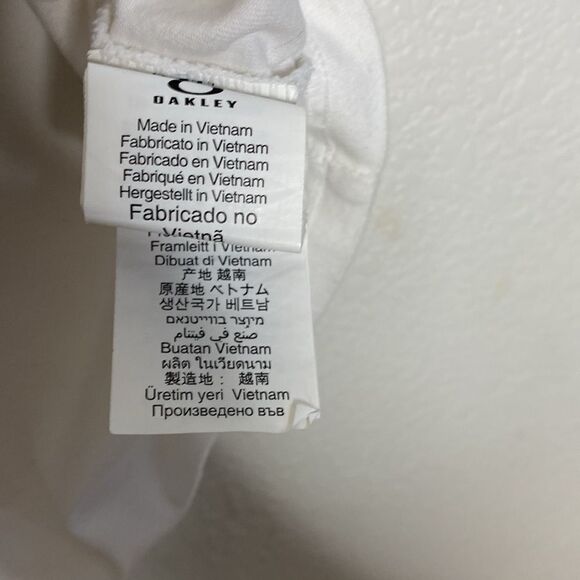 OAKLEY
Made in Vietnam
Fabbricato in Vietnam
Fabricado en Vietnam
Fabriqué en Vietnam
Hergestellt in Vietnam
Fabricado no
Vietnã
Framleitt í Vietnam
Dibuat di Vietnam
产地 越南
原産地 ベトナム
생산국가 베트남
מיוצר בווייטנאם
صنع في فيتنام
Buatan Vietnam
ผลิต ในเวียดนาม
製造地： 越南
Üretim yeri Vietnam
Произведено във